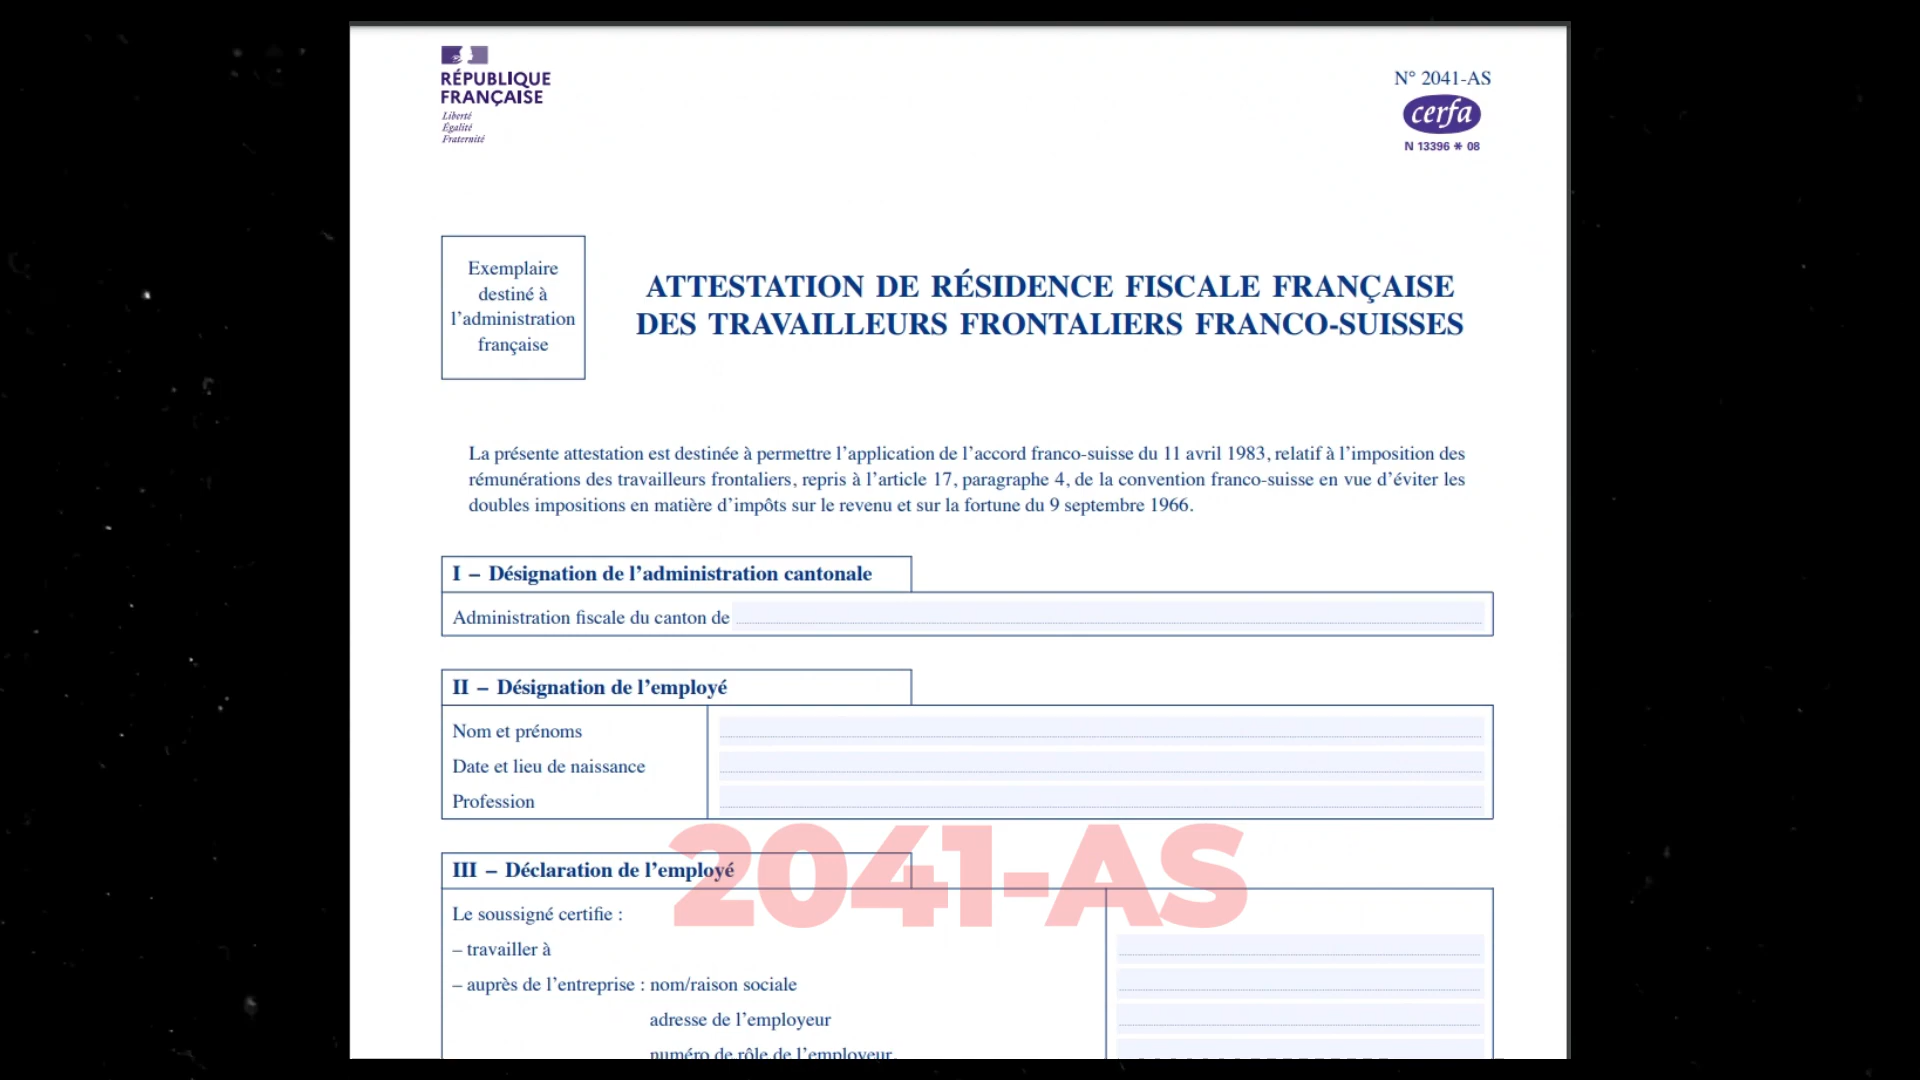 RÉPUBLIQUE
FRANÇAISE
Liberté
Égalité
Fraternité
N° 2041-AS
cerfa
N 13396 * 08
Exemplaire
destiné à
l’administration
française
ATTESTATION DE RÉSIDENCE FISCALE FRANÇAISE
DES TRAVAILLEURS FRONTALIERS FRANCO-SUISSES
La présente attestation est destinée à permettre l’application de l’accord franco-suisse du 11 avril 1983, relatif à l’imposition des
rémunérations des travailleurs frontaliers, repris à l’article 17, paragraphe 4, de la convention franco-suisse en vue d’éviter les
doubles impositions en matière d’impôts sur le revenu et sur la fortune du 9 septembre 1966.
I – Désignation de l’administration cantonale
Administration fiscale du canton de
II – Désignation de l’employé
Nom et prénoms
Date et lieu de naissance
Profession
2041-AS
III – Déclaration de l’employé
Le soussigné certifie :
– travailler à
– auprès de l’entreprise : nom/raison sociale
adresse de l’employeur
numéro de rôle de l’employeur